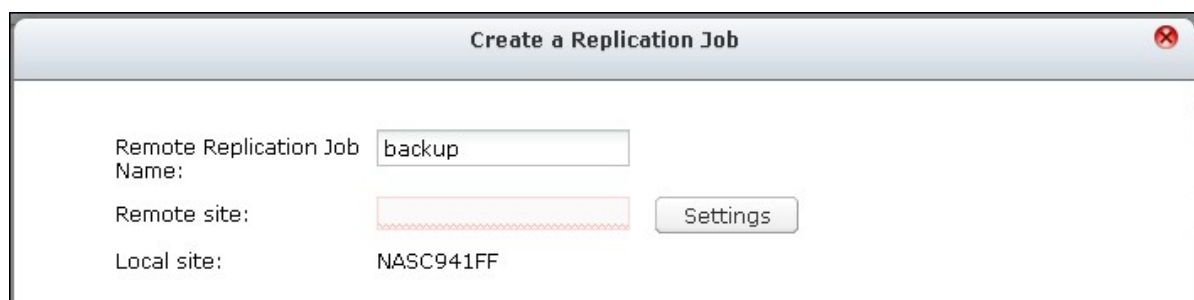 Create a Replication Job
Remote Replication Job
Name:
backup
Remote site:
Settings
Local site:
NASC941FF